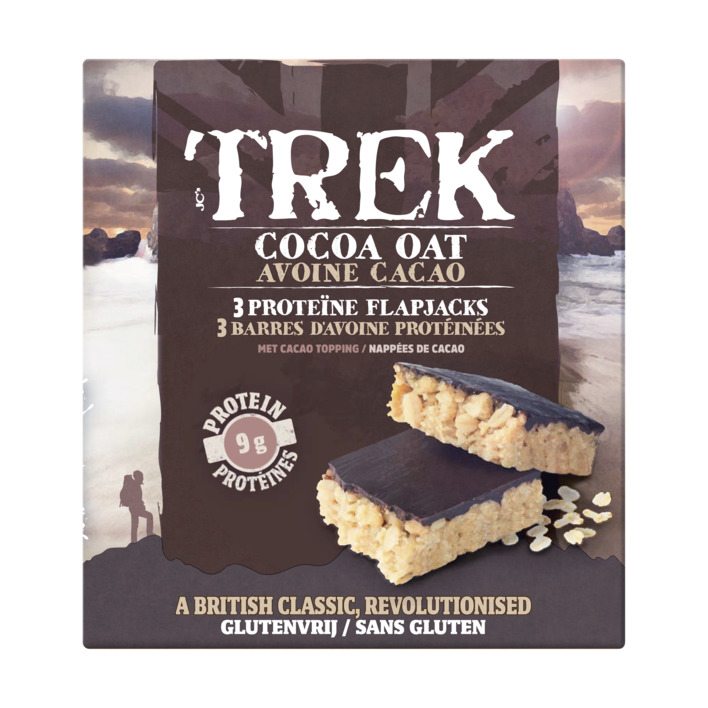 JC's
TREK
COCOA OAT
AVOINE CACAO
3 PROTEÏNE FLAPJACKS
3 BARRES D'AVOINE PROTÉINÉES
MET CACAO TOPPING / NAPPÉES DE CACAO
PROTEIN
9g
PROTÉINES
A BRITISH CLASSIC, REVOLUTIONISED
GLUTENVRIJ / SANS GLUTEN